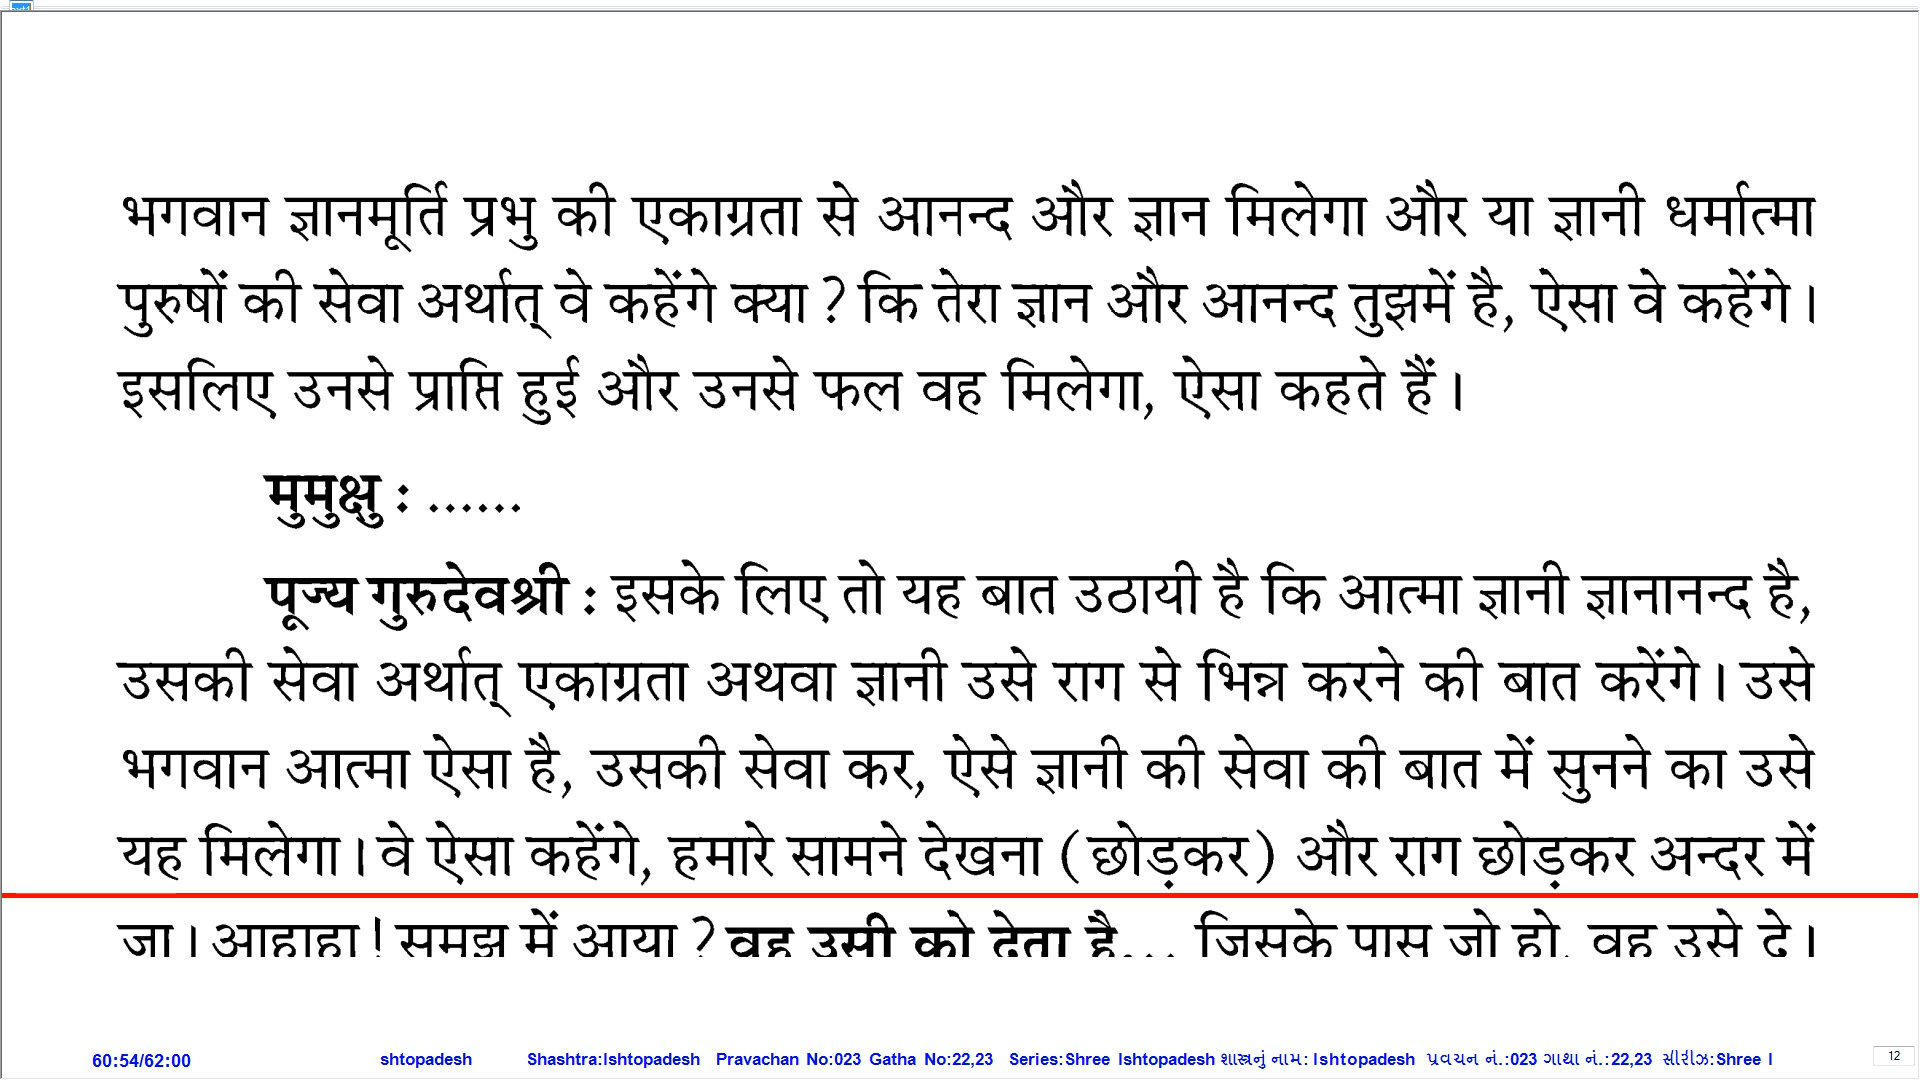 भगवान ज्ञानमूर्ति प्रभु की एकाग्रता से आनन्द और ज्ञान मिलेगा और या ज्ञानी धर्मात्मा
पुरुषों की सेवा अर्थात् वे कहेंगे क्या ? कि तेरा ज्ञान और आनन्द तुझमें है, ऐसा वे कहेंगे।
इसलिए उनसे प्राप्ति हुई और उनसे फल वह मिलेगा, ऐसा कहते हैं।
मुमुक्षु : ......
पूज्य गुरुदेवश्री : इसके लिए तो यह बात उठायी है कि आत्मा ज्ञानी ज्ञानानन्द है,
उसकी सेवा अर्थात् एकाग्रता अथवा ज्ञानी उसे राग से भिन्न करने की बात करेंगे। उसे
भगवान आत्मा ऐसा है, उसकी सेवा कर, ऐसे ज्ञानी की सेवा की बात में सुनने का उसे
यह मिलेगा। वे ऐसा कहेंगे, हमारे सामने देखना (छोड़कर) और राग छोड़कर अन्दर में
जा। आहाहा! समझ में आया ? वह उसी को देता है... जिसके पास जो हो, वह उसे दे।
60:54/62:00 shtopadesh Shashtra:Ishtopadesh Pravachan No:023 Gatha No:22,23 Series:Shree Ishtopadesh શાસ્ત્રનું નામ: Ishtopadesh પ્રવચન નં.:023 ગાથા નં.:22,23 સીરીઝ:Shree I 12